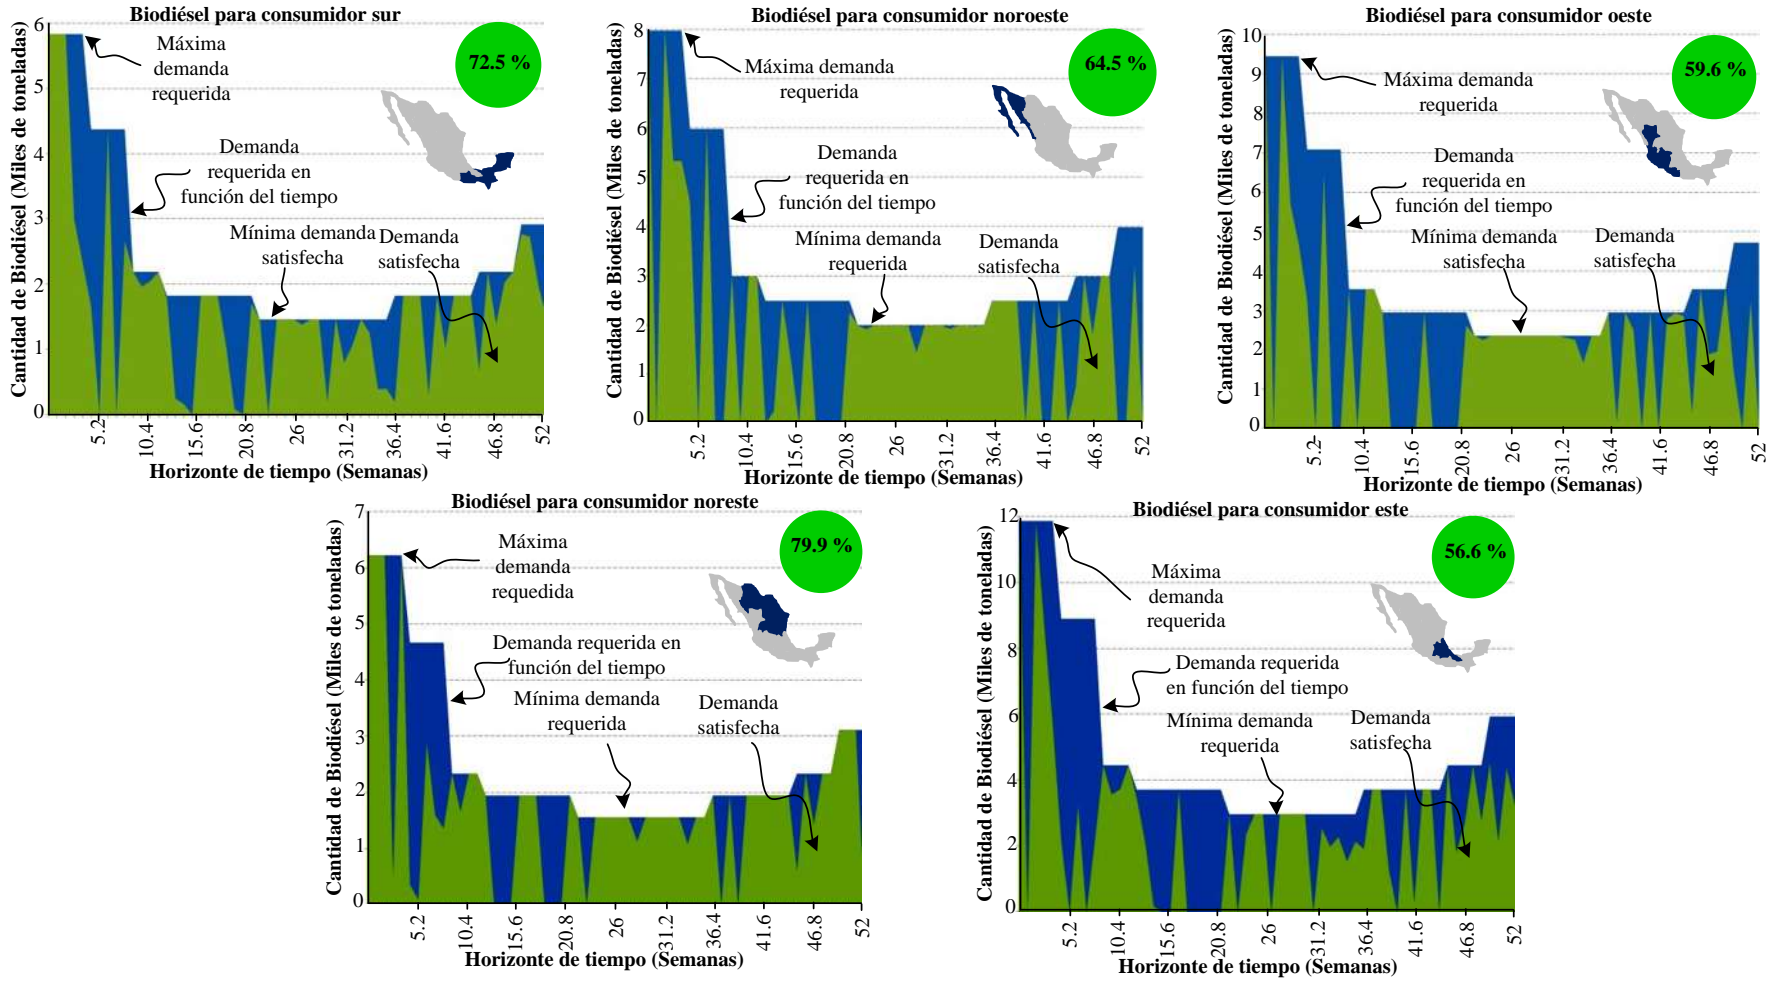 Biodiésel para consumidor sur
Cantidad de Biodiésel (Miles de toneladas)
6
5
4
3
2
1
0
Máxima
demanda
requerida
72.5 %
Demanda
requerida en
función del tiempo
Mínima demanda
satisfecha
Demanda
satisfecha
5.2
10.4
15.6
20.8
26
31.2
36.4
41.6
46.8
52
Horizonte de tiempo (Semanas)
Biodiésel para consumidor noroeste
Cantidad de Biodiésel (Miles de toneladas)
8
7
6
5
4
3
2
1
0
Máxima demanda
requerida
64.5 %
Demanda
requerida en
función del tiempo
Mínima demanda
requerida
Demanda
satisfecha
5.2
10.4
15.6
20.8
26
31.2
36.4
41.6
46.8
52
Horizonte de tiempo (Semanas)
Biodiésel para consumidor oeste
Cantidad de Biodiésel (Miles de toneladas)
10
9
8
7
6
5
4
3
2
1
0
Máxima demanda
requerida
59.6 %
Demanda
requerida en
función del tiempo
Mínima demanda
satisfecha
Demanda
satisfecha
5.2
10.4
15.6
20.8
26
31.2
36.4
41.6
46.8
52
Horizonte de tiempo (Semanas)
Biodiésel para consumidor noreste
Cantidad de Biodiésel (Miles de toneladas)
7
6
5
4
3
2
1
0
Máxima
demanda
requedida
79.9 %
Demanda requerida en
función del tiempo
Mínima demanda
requerida
Demanda
satisfecha
5.2
10.4
15.6
20.8
26
31.2
36.4
41.6
46.8
52
Horizonte de tiempo (Semanas)
Biodiésel para consumidor este
Cantidad de Biodiésel (Miles de toneladas)
12
10
8
6
4
2
0
Máxima
demanda
requerida
56.6 %
Demanda requerida
en función del tiempo
Mínima demanda
requerida
Demanda
satisfecha
5.2
10.4
15.6
20.8
26
31.2
36.4
41.6
46.8
52
Horizonte de tiempo (Semanas)